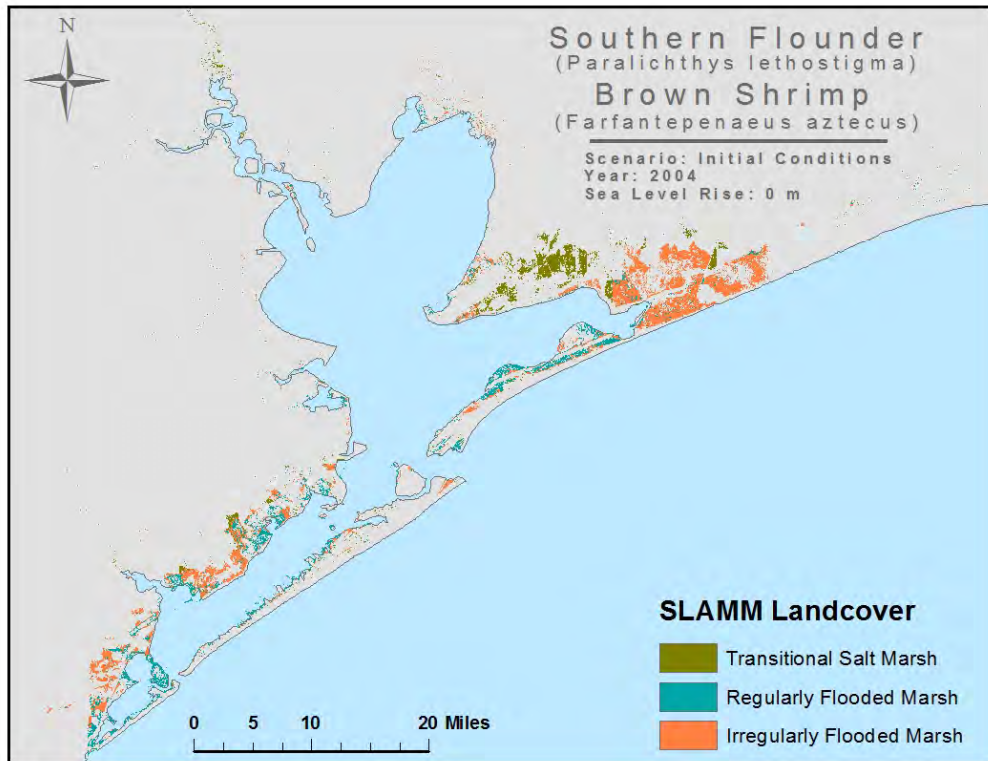 N
Southern Flounder
(Paralichthys lethostigma)
Brown Shrimp
(Farfantepenaeus aztecus)
Scenario: Initial Conditions
Year: 2004
Sea Level Rise: 0 m
SLAMM Landcover
Transitional Salt Marsh
Regularly Flooded Marsh
Irregularly Flooded Marsh
0 5 10 20 Miles